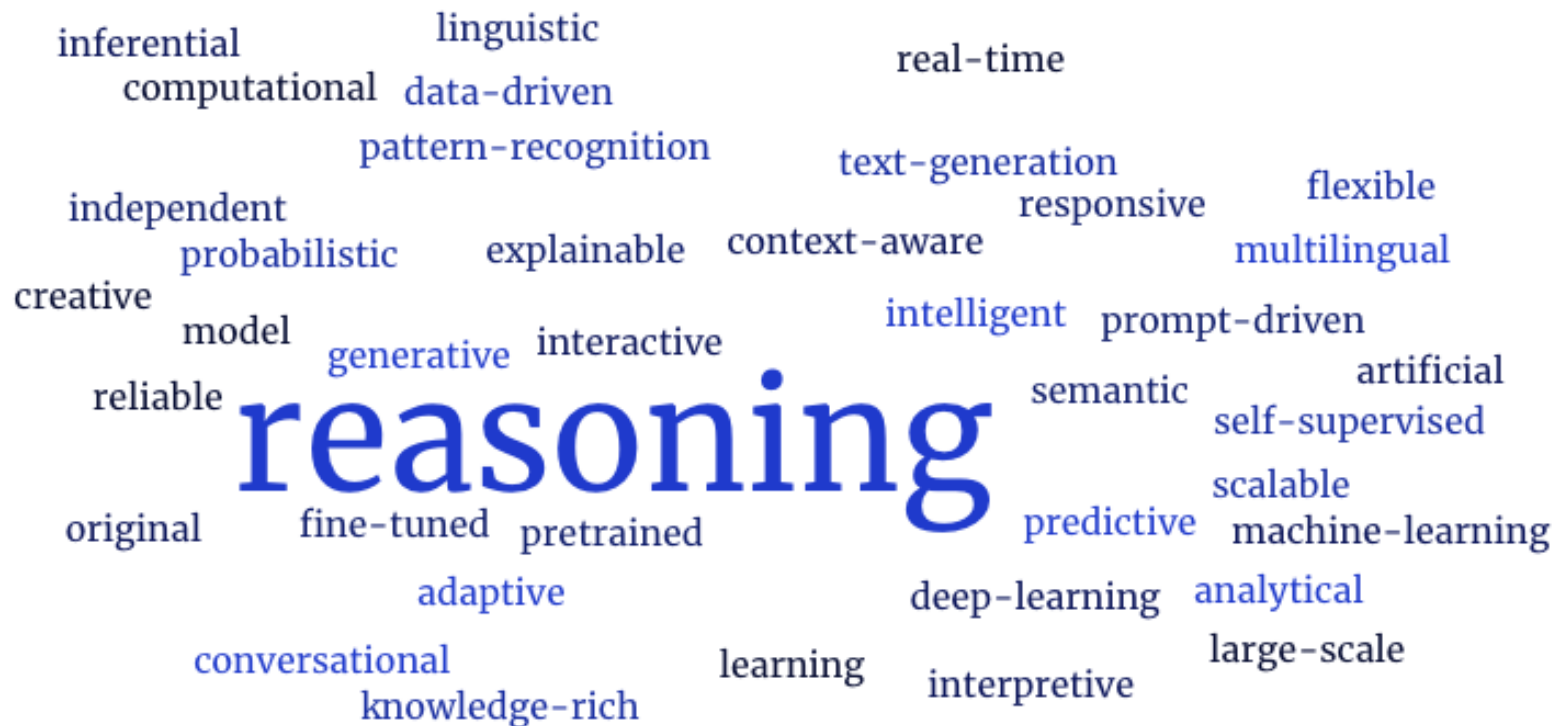 linguistic
inferential
real-time
computational
data-driven
pattern-recognition
text-generation
flexible
independent
responsive
context-aware
multilingual
probabilistic
explainable
creative
intelligent
prompt-driven
model
interactive
generative
artificial
semantic
reliable
self-supervised
reasoning
scalable
original
fine-tuned
pretrained
predictive
machine-learning
adaptive
deep-learning
analytical
large-scale
conversational
learning
interpretive
knowledge-rich